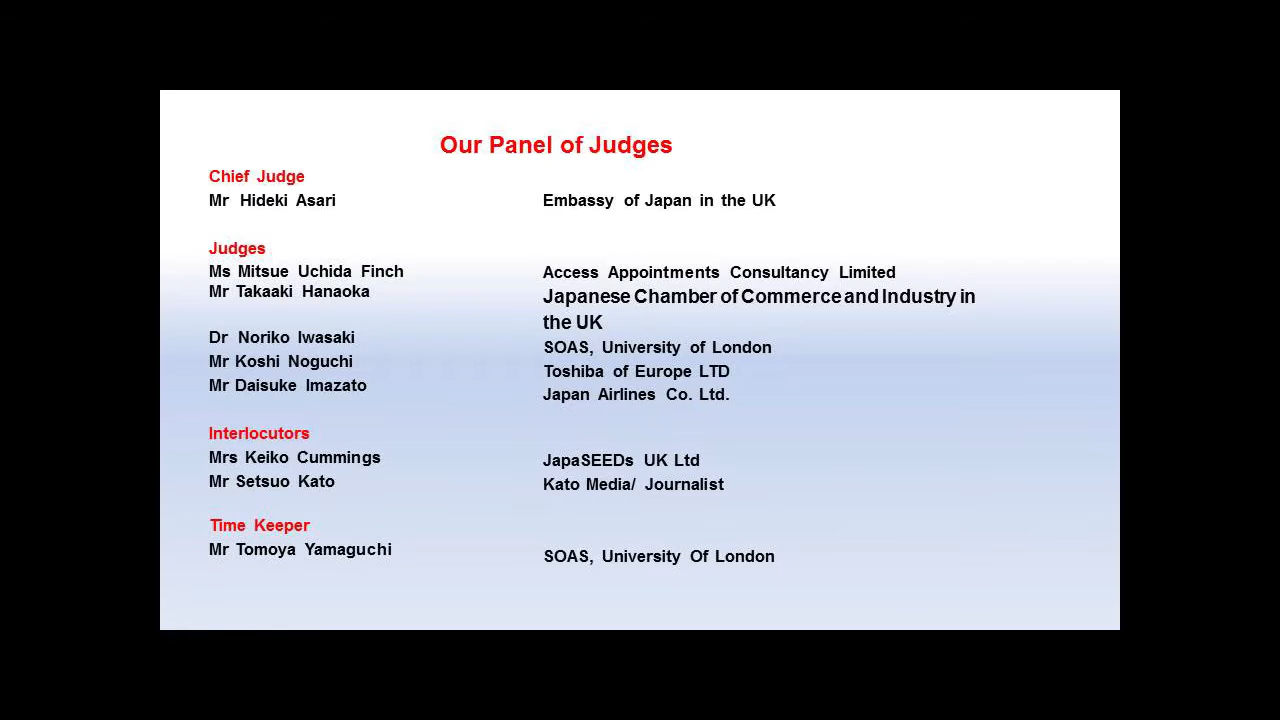 Our Panel of Judges
Chief Judge
Mr Hideki Asari Embassy of Japan in the UK
Judges
Ms Mitsue Uchida Finch Access Appointments Consultancy Limited
Mr Takaaki Hanaoka Japanese Chamber of Commerce and Industry in
the UK
Dr Noriko Iwasaki SOAS, University of London
Mr Koshi Noguchi Toshiba of Europe LTD
Mr Daisuke Imazato Japan Airlines Co. Ltd.
Interlocutors
Mrs Keiko Cummings JapaSEEDs UK Ltd
Mr Setsuo Kato Kato Media/ Journalist
Time Keeper
Mr Tomoya Yamaguchi SOAS, University Of London